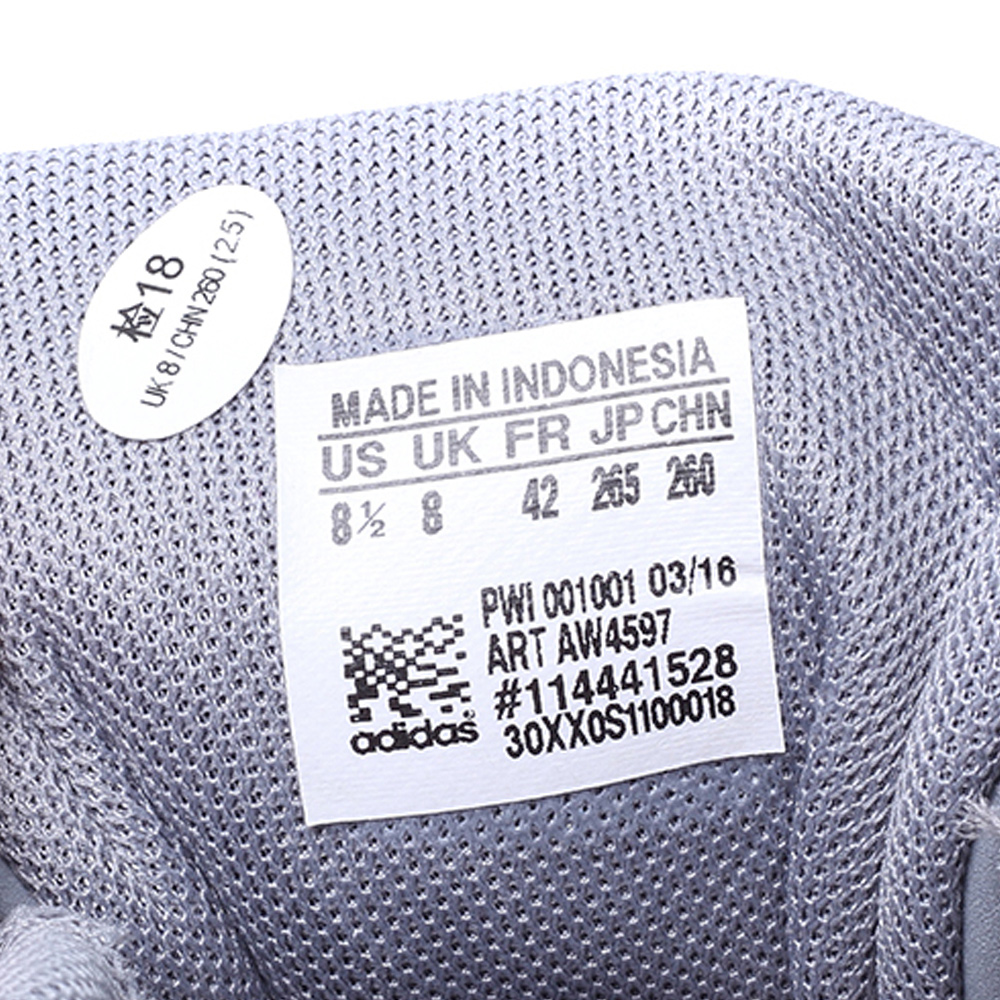 检18
UK 8 / CHN 260 ( 2.5 )
MADE IN INDONESIA
US UK FR JP CHN
8½ 8 42 265 260
PWI 001001 03/16
ART AW4597
#114441528
30XX0S1100018
adidas